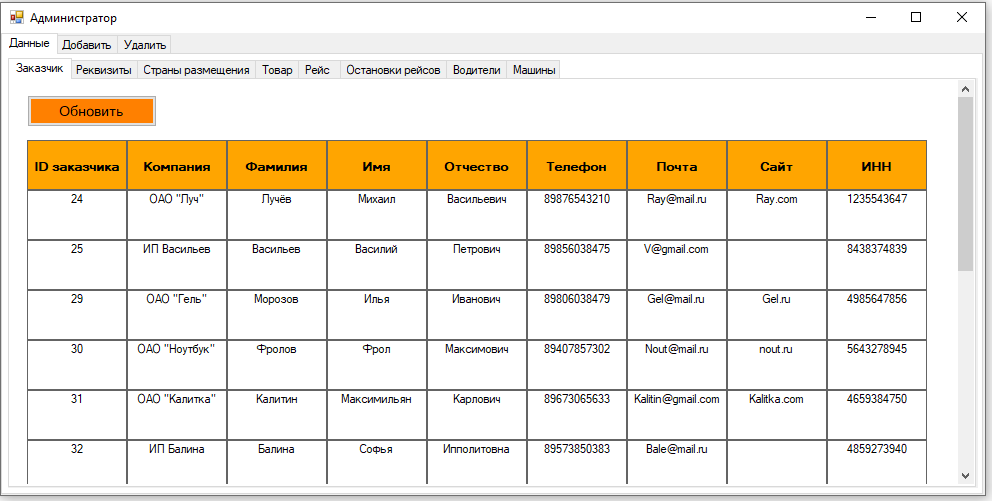 Администратор
Данные Добавить Удалить
Заказчик Реквизиты Страны размещения Товар Рейс Остановки рейсов Водители Машины
Обновить
ID заказчика Компания Фамилия Имя Отчество Телефон Почта Сайт ИНН
24 ОАО "Луч" Лучёв Михаил Васильевич 89876543210 Ray@mail.ru Ray.com 1235543647
25 ИП Васильев Васильев Василий Петрович 89856038475 V@gmail.com 8438374839
29 ОАО "Гель" Морозов Илья Иванович 89806038479 Gel@mail.ru Gel.ru 4985647856
30 ОАО "Ноутбук" Фролов Фрол Максимович 89407857302 Nout@mail.ru nout.ru 5643278945
31 ОАО "Калитка" Калитин Максимильян Карлович 89673065633 Kalitin@gmail.com Kalitka.com 4659384750
32 ИП Балина Балина Софья Ипполитовна 89573850383 Bale@mail.ru 4859273940